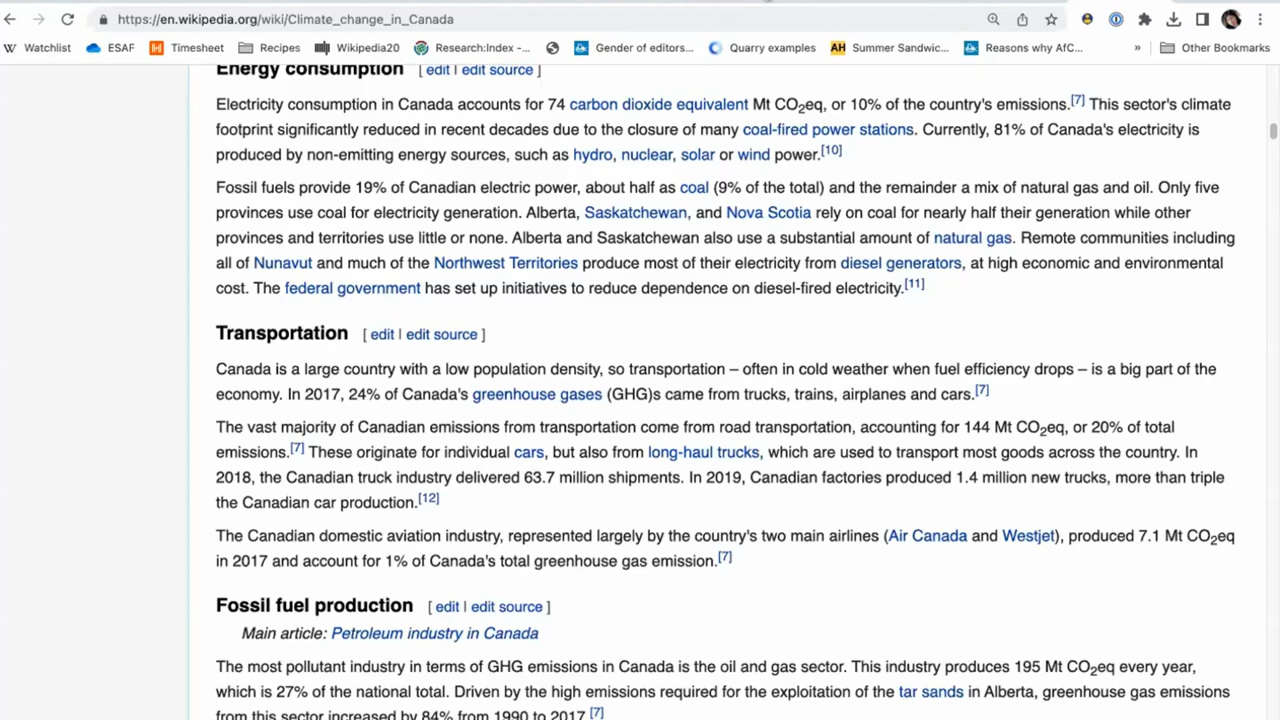 https://en.wikipedia.org/wiki/Climate_change_in_Canada
Watchlist ESAF Timesheet Recipes Wikipedia20 Research:Index -... Gender of editors... Quarry examples Summer Sandwic... Reasons why AfC... » Other Bookmarks
Energy consumption [ edit | edit source ]
Electricity consumption in Canada accounts for 74 carbon dioxide equivalent Mt CO2eq, or 10% of the country's emissions.[7] This sector's climate
footprint significantly reduced in recent decades due to the closure of many coal-fired power stations. Currently, 81% of Canada's electricity is
produced by non-emitting energy sources, such as hydro, nuclear, solar or wind power.[10]
Fossil fuels provide 19% of Canadian electric power, about half as coal (9% of the total) and the remainder a mix of natural gas and oil. Only five
provinces use coal for electricity generation. Alberta, Saskatchewan, and Nova Scotia rely on coal for nearly half their generation while other
provinces and territories use little or none. Alberta and Saskatchewan also use a substantial amount of natural gas. Remote communities including
all of Nunavut and much of the Northwest Territories produce most of their electricity from diesel generators, at high economic and environmental
cost. The federal government has set up initiatives to reduce dependence on diesel-fired electricity.[11]
Transportation [ edit | edit source ]
Canada is a large country with a low population density, so transportation – often in cold weather when fuel efficiency drops – is a big part of the
economy. In 2017, 24% of Canada's greenhouse gases (GHG)s came from trucks, trains, airplanes and cars.[7]
The vast majority of Canadian emissions from transportation come from road transportation, accounting for 144 Mt CO2eq, or 20% of total
emissions.[7] These originate for individual cars, but also from long-haul trucks, which are used to transport most goods across the country. In
2018, the Canadian truck industry delivered 63.7 million shipments. In 2019, Canadian factories produced 1.4 million new trucks, more than triple
the Canadian car production.[12]
The Canadian domestic aviation industry, represented largely by the country's two main airlines (Air Canada and Westjet), produced 7.1 Mt CO2eq
in 2017 and account for 1% of Canada's total greenhouse gas emission.[7]
Fossil fuel production [ edit | edit source ]
Main article: Petroleum industry in Canada
The most pollutant industry in terms of GHG emissions in Canada is the oil and gas sector. This industry produces 195 Mt CO2eq every year,
which is 27% of the national total. Driven by the high emissions required for the exploitation of the tar sands in Alberta, greenhouse gas emissions
from this sector increased by 84% from 1990 to 2017.[7]